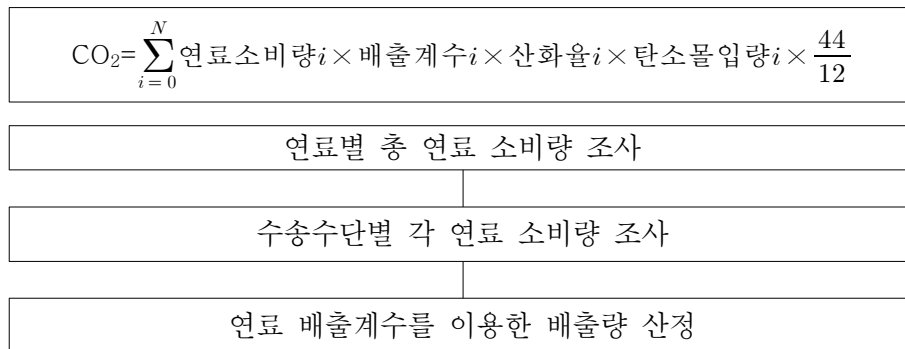 CO₂=∑_{i=0}^{N}연료소비량i×배출계수i×산화율i×탄소몰입량i×44/12
연료별 총 연료 소비량 조사
수송수단별 각 연료 소비량 조사
연료 배출계수를 이용한 배출량 산정